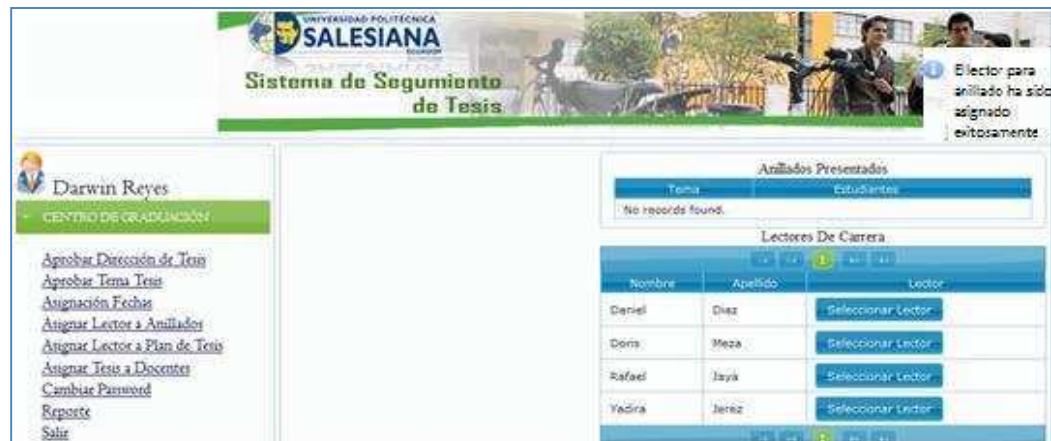 UNIVERSIDAD POLITÉCNICA
SALESIANA
ECUADOR
Sistema de Segumiento
de Tesis
El lector para
anillado ha sido
asignado
exitosamente
Darwin Reyes
CENTRO DE GRADUACIÓN
Aprobar Dirección de Tesis
Aprobar Tema Tesis
Asignación Fechas
Asignar Lector a Anillados
Asignar Lector a Plan de Tesis
Asignar Tesis a Docentes
Cambiar Password
Reporte
Salir
Anillados Presentados
Tema Estudiantes
No records found.
Lectores De Carrera
1
Nombre Apellido Lector
Daniel Diaz Seleccionar Lector
Doris Meza Seleccionar Lector
Rafael Jaya Seleccionar Lector
Yadira Jerez Seleccionar Lector
1